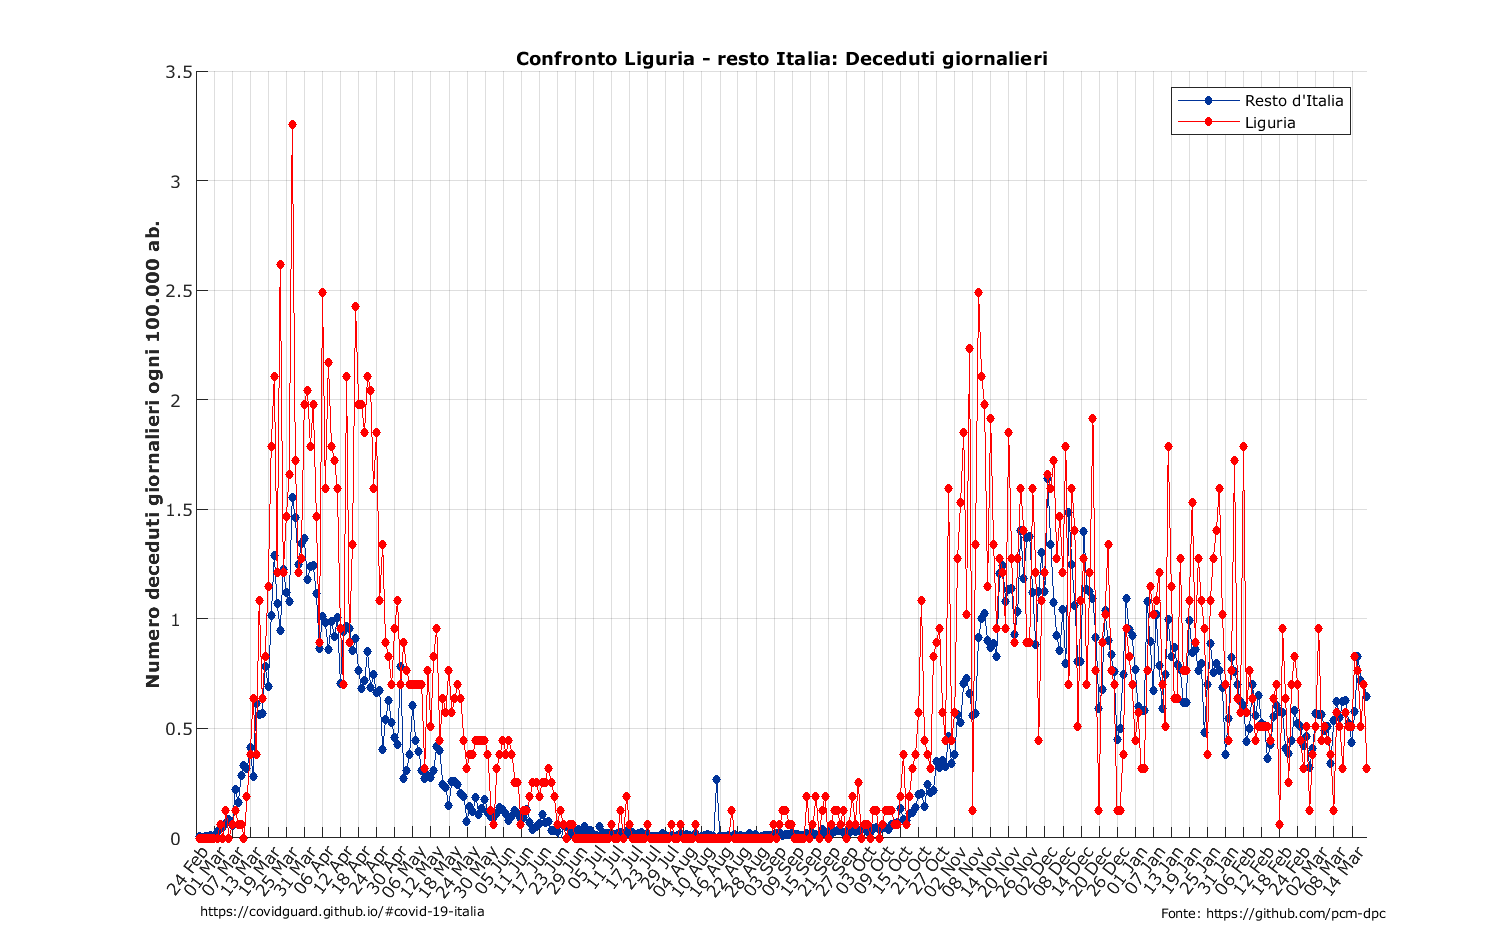 Confronto Liguria - resto Italia: Deceduti giornalieri
Resto d'Italia
Liguria
Numero deceduti giornalieri ogni 100.000 ab.
3.5
3
2.5
2
1.5
1
0.5
0
24 Feb
01 Mar
07 Mar
13 Mar
19 Mar
25 Mar
31 Mar
06 Apr
12 Apr
18 Apr
24 Apr
30 Apr
06 May
12 May
18 May
24 May
30 May
05 Jun
11 Jun
17 Jun
23 Jun
29 Jun
05 Jul
11 Jul
17 Jul
23 Jul
29 Jul
04 Aug
10 Aug
16 Aug
22 Aug
28 Aug
03 Sep
09 Sep
15 Sep
21 Sep
27 Sep
03 Oct
09 Oct
15 Oct
21 Oct
27 Oct
02 Nov
08 Nov
14 Nov
20 Nov
26 Nov
02 Dec
08 Dec
14 Dec
20 Dec
26 Dec
01 Jan
07 Jan
13 Jan
19 Jan
25 Jan
31 Jan
06 Feb
12 Feb
18 Feb
24 Feb
02 Mar
08 Mar
14 Mar
https://covidguard.github.io/#covid-19-italia
Fonte: https://github.com/pcm-dpc